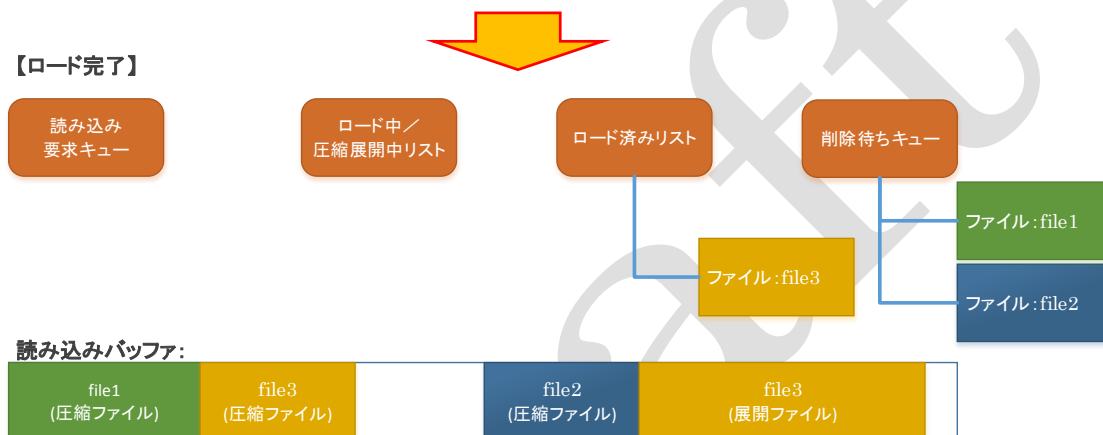 【ロード完了】
読み込み
要求キュー
ロード中／
圧縮展開中リスト
ロード済みリスト
削除待ちキュー
ファイル：file1
ファイル：file3
ファイル：file2
読み込みバッファ：
file1
(圧縮ファイル)
file3
(圧縮ファイル)
file2
(圧縮ファイル)
file3
(展開ファイル)